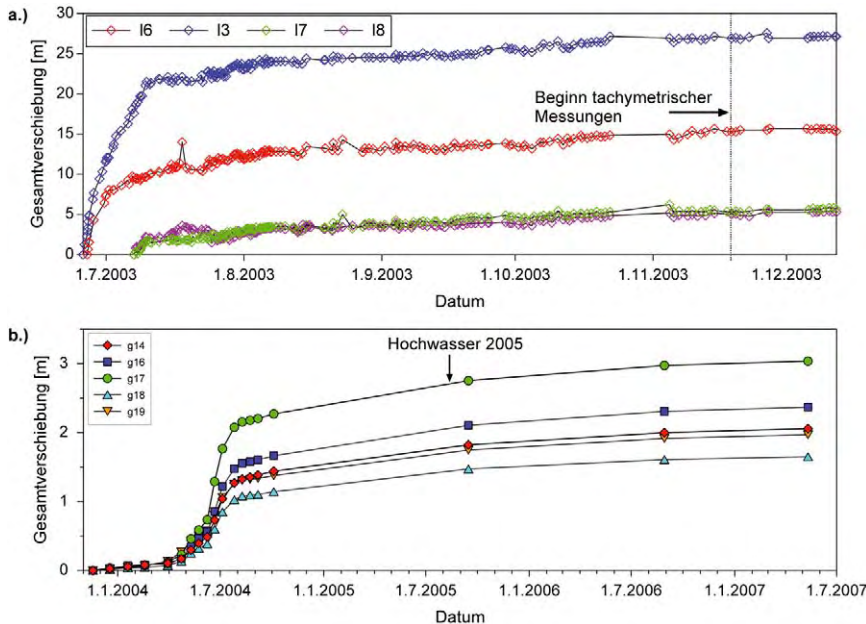 a.)
I6 I3 I7 I8
Gesamtverschiebung [m]
30
25
20
15
10
5
0
Beginn tachymetrischer
Messungen
1.7.2003 1.8.2003 1.9.2003 1.10.2003 1.11.2003 1.12.2003
Datum
b.)
g14
g16
g17
g18
g19
Hochwasser 2005
Gesamtverschiebung [m]
3
2
1
0
1.1.2004 1.7.2004 1.1.2005 1.7.2005 1.1.2006 1.7.2006 1.1.2007 1.7.2007
Datum